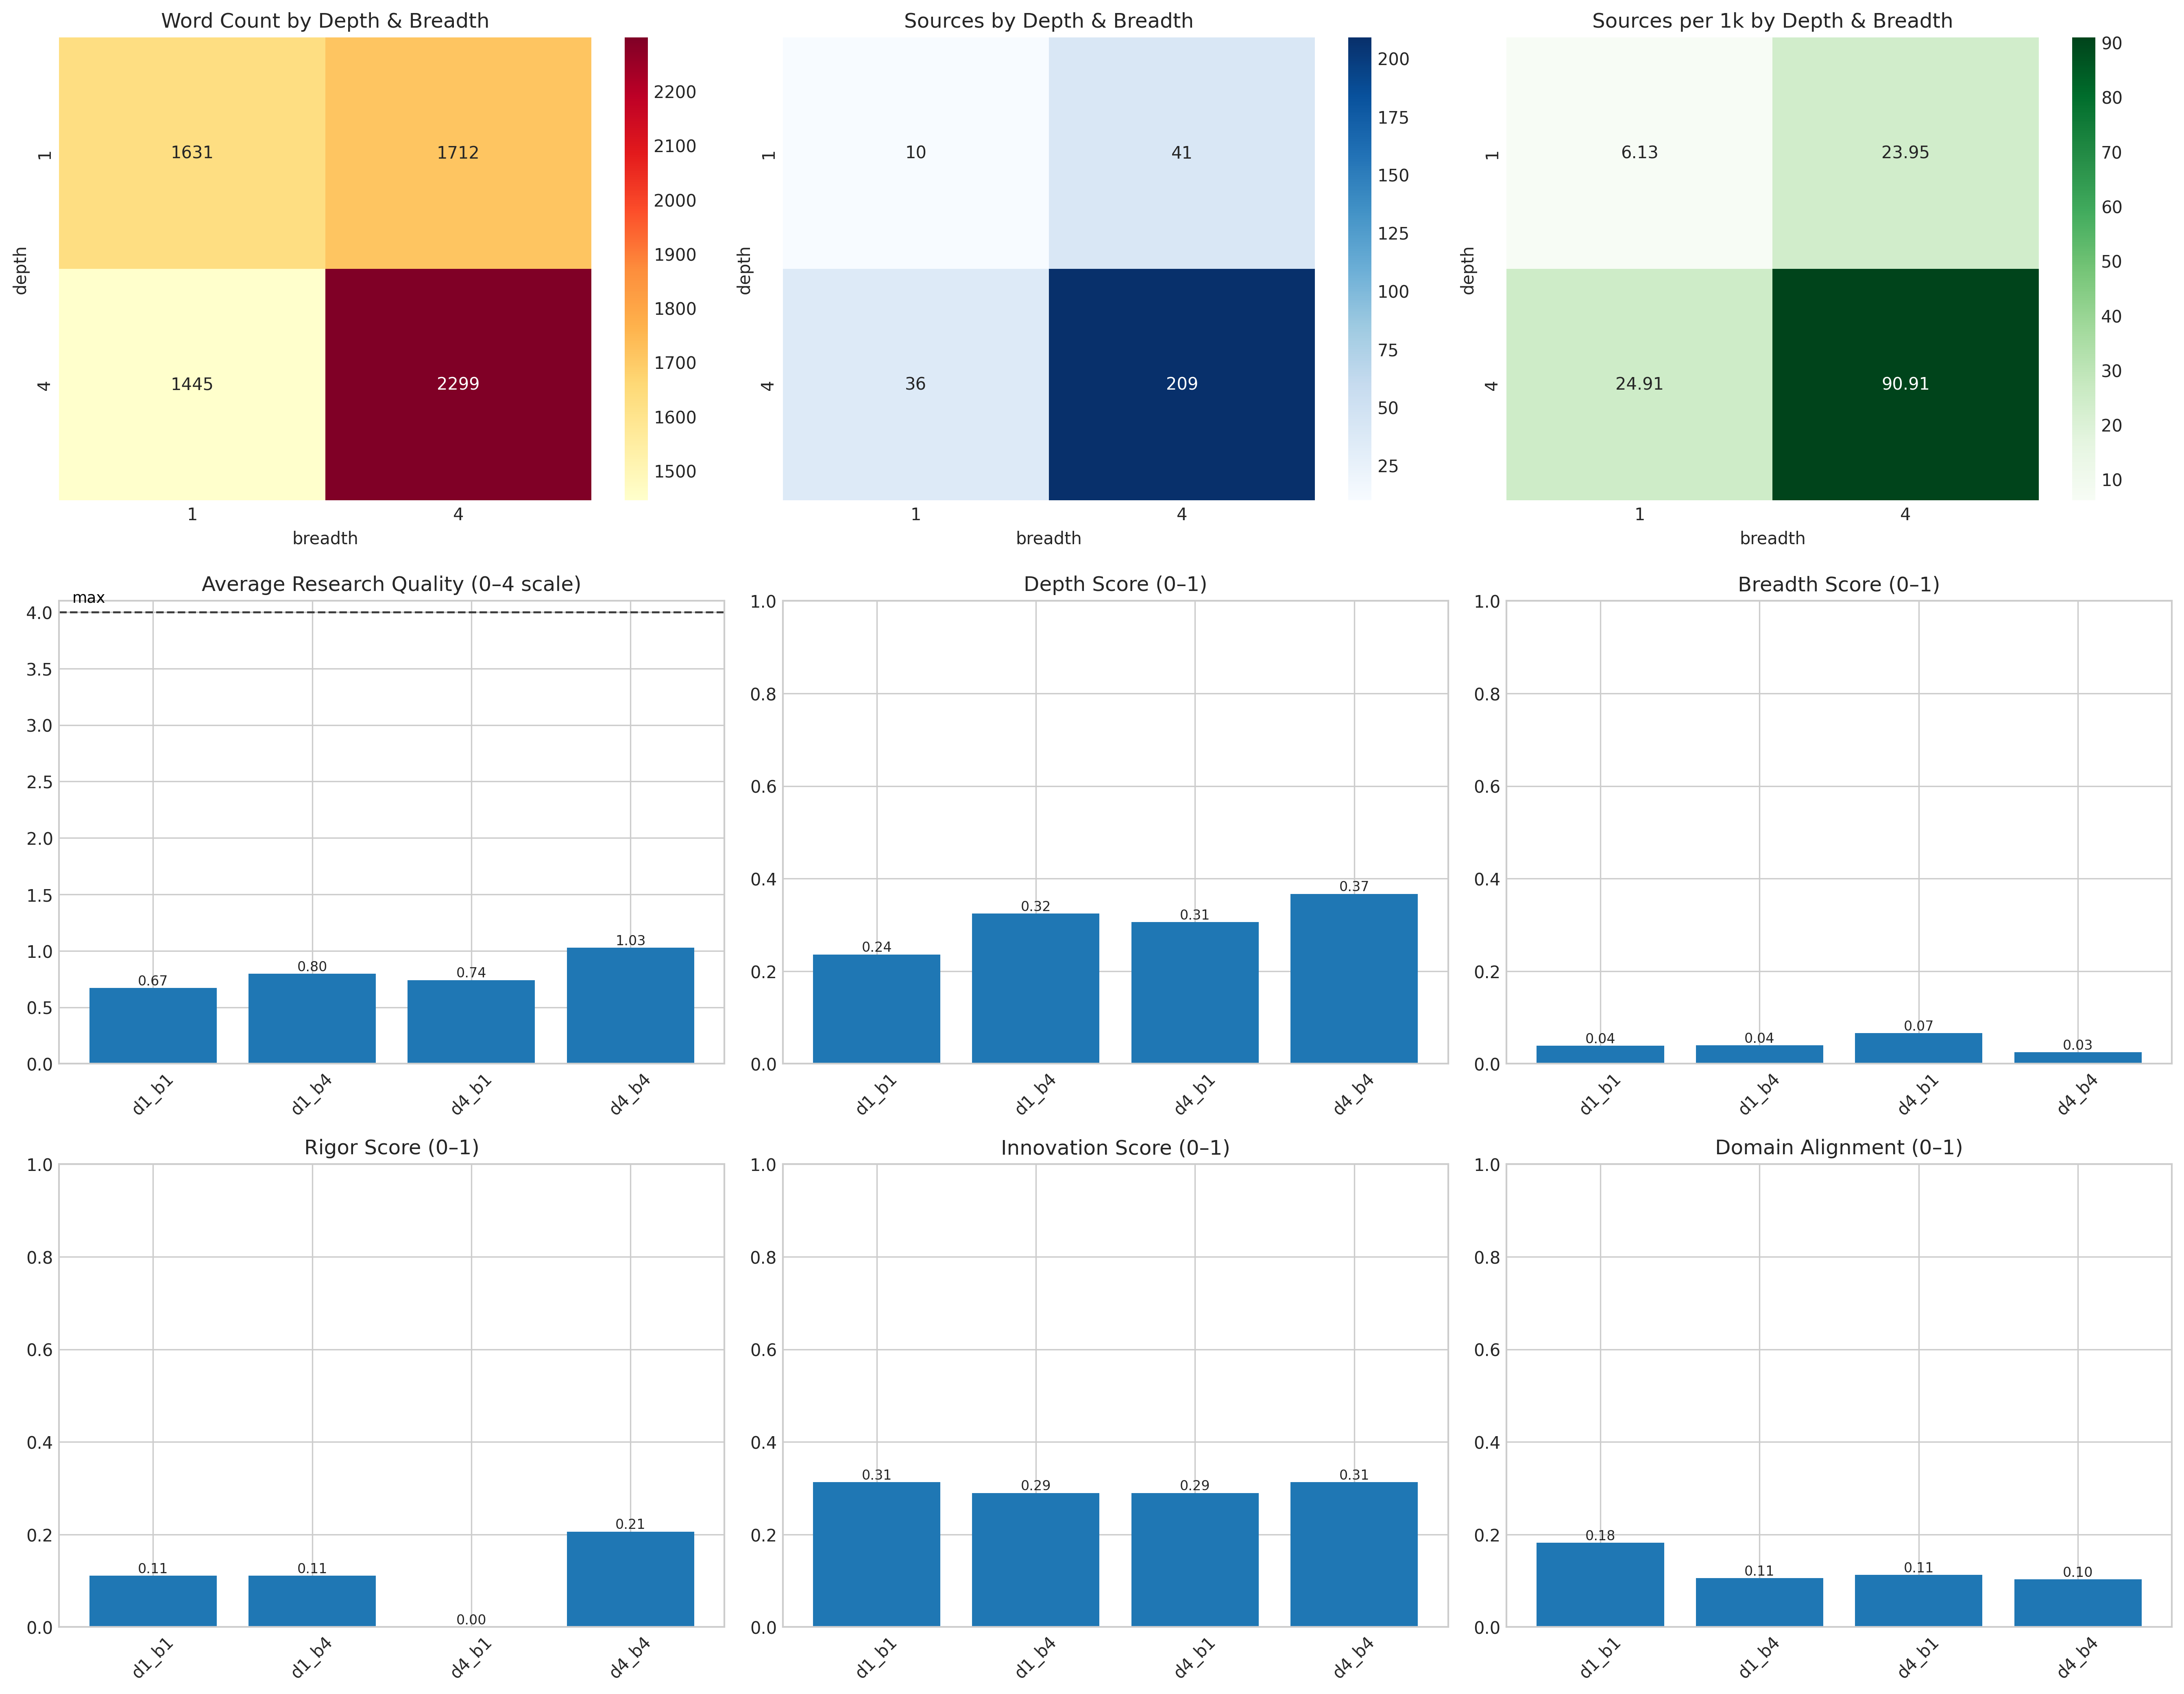 Word Count by Depth & Breadth
1631 1712
1445 2299
depth
1
4
1 4
breadth
2200
2100
2000
1900
1800
1700
1600
1500
Sources by Depth & Breadth
10 41
36 209
depth
1
4
1 4
breadth
200
175
150
125
100
75
50
25
Sources per 1k by Depth & Breadth
6.13 23.95
24.91 90.91
depth
1
4
1 4
breadth
90
80
70
60
50
40
30
20
10
Average Research Quality (0–4 scale)
max
4.0
3.5
3.0
2.5
2.0
1.5
1.0
0.5
0.0
0.67 0.80 0.74 1.03
d1_b1 d1_b4 d4_b1 d4_b4
Depth Score (0–1)
1.0
0.8
0.6
0.4
0.2
0.0
0.24 0.32 0.31 0.37
d1_b1 d1_b4 d4_b1 d4_b4
Breadth Score (0–1)
1.0
0.8
0.6
0.4
0.2
0.0
0.04 0.04 0.07 0.03
d1_b1 d1_b4 d4_b1 d4_b4
Rigor Score (0–1)
1.0
0.8
0.6
0.4
0.2
0.0
0.11 0.11 0.00 0.21
d1_b1 d1_b4 d4_b1 d4_b4
Innovation Score (0–1)
1.0
0.8
0.6
0.4
0.2
0.0
0.31 0.29 0.29 0.31
d1_b1 d1_b4 d4_b1 d4_b4
Domain Alignment (0–1)
1.0
0.8
0.6
0.4
0.2
0.0
0.18 0.11 0.11 0.10
d1_b1 d1_b4 d4_b1 d4_b4